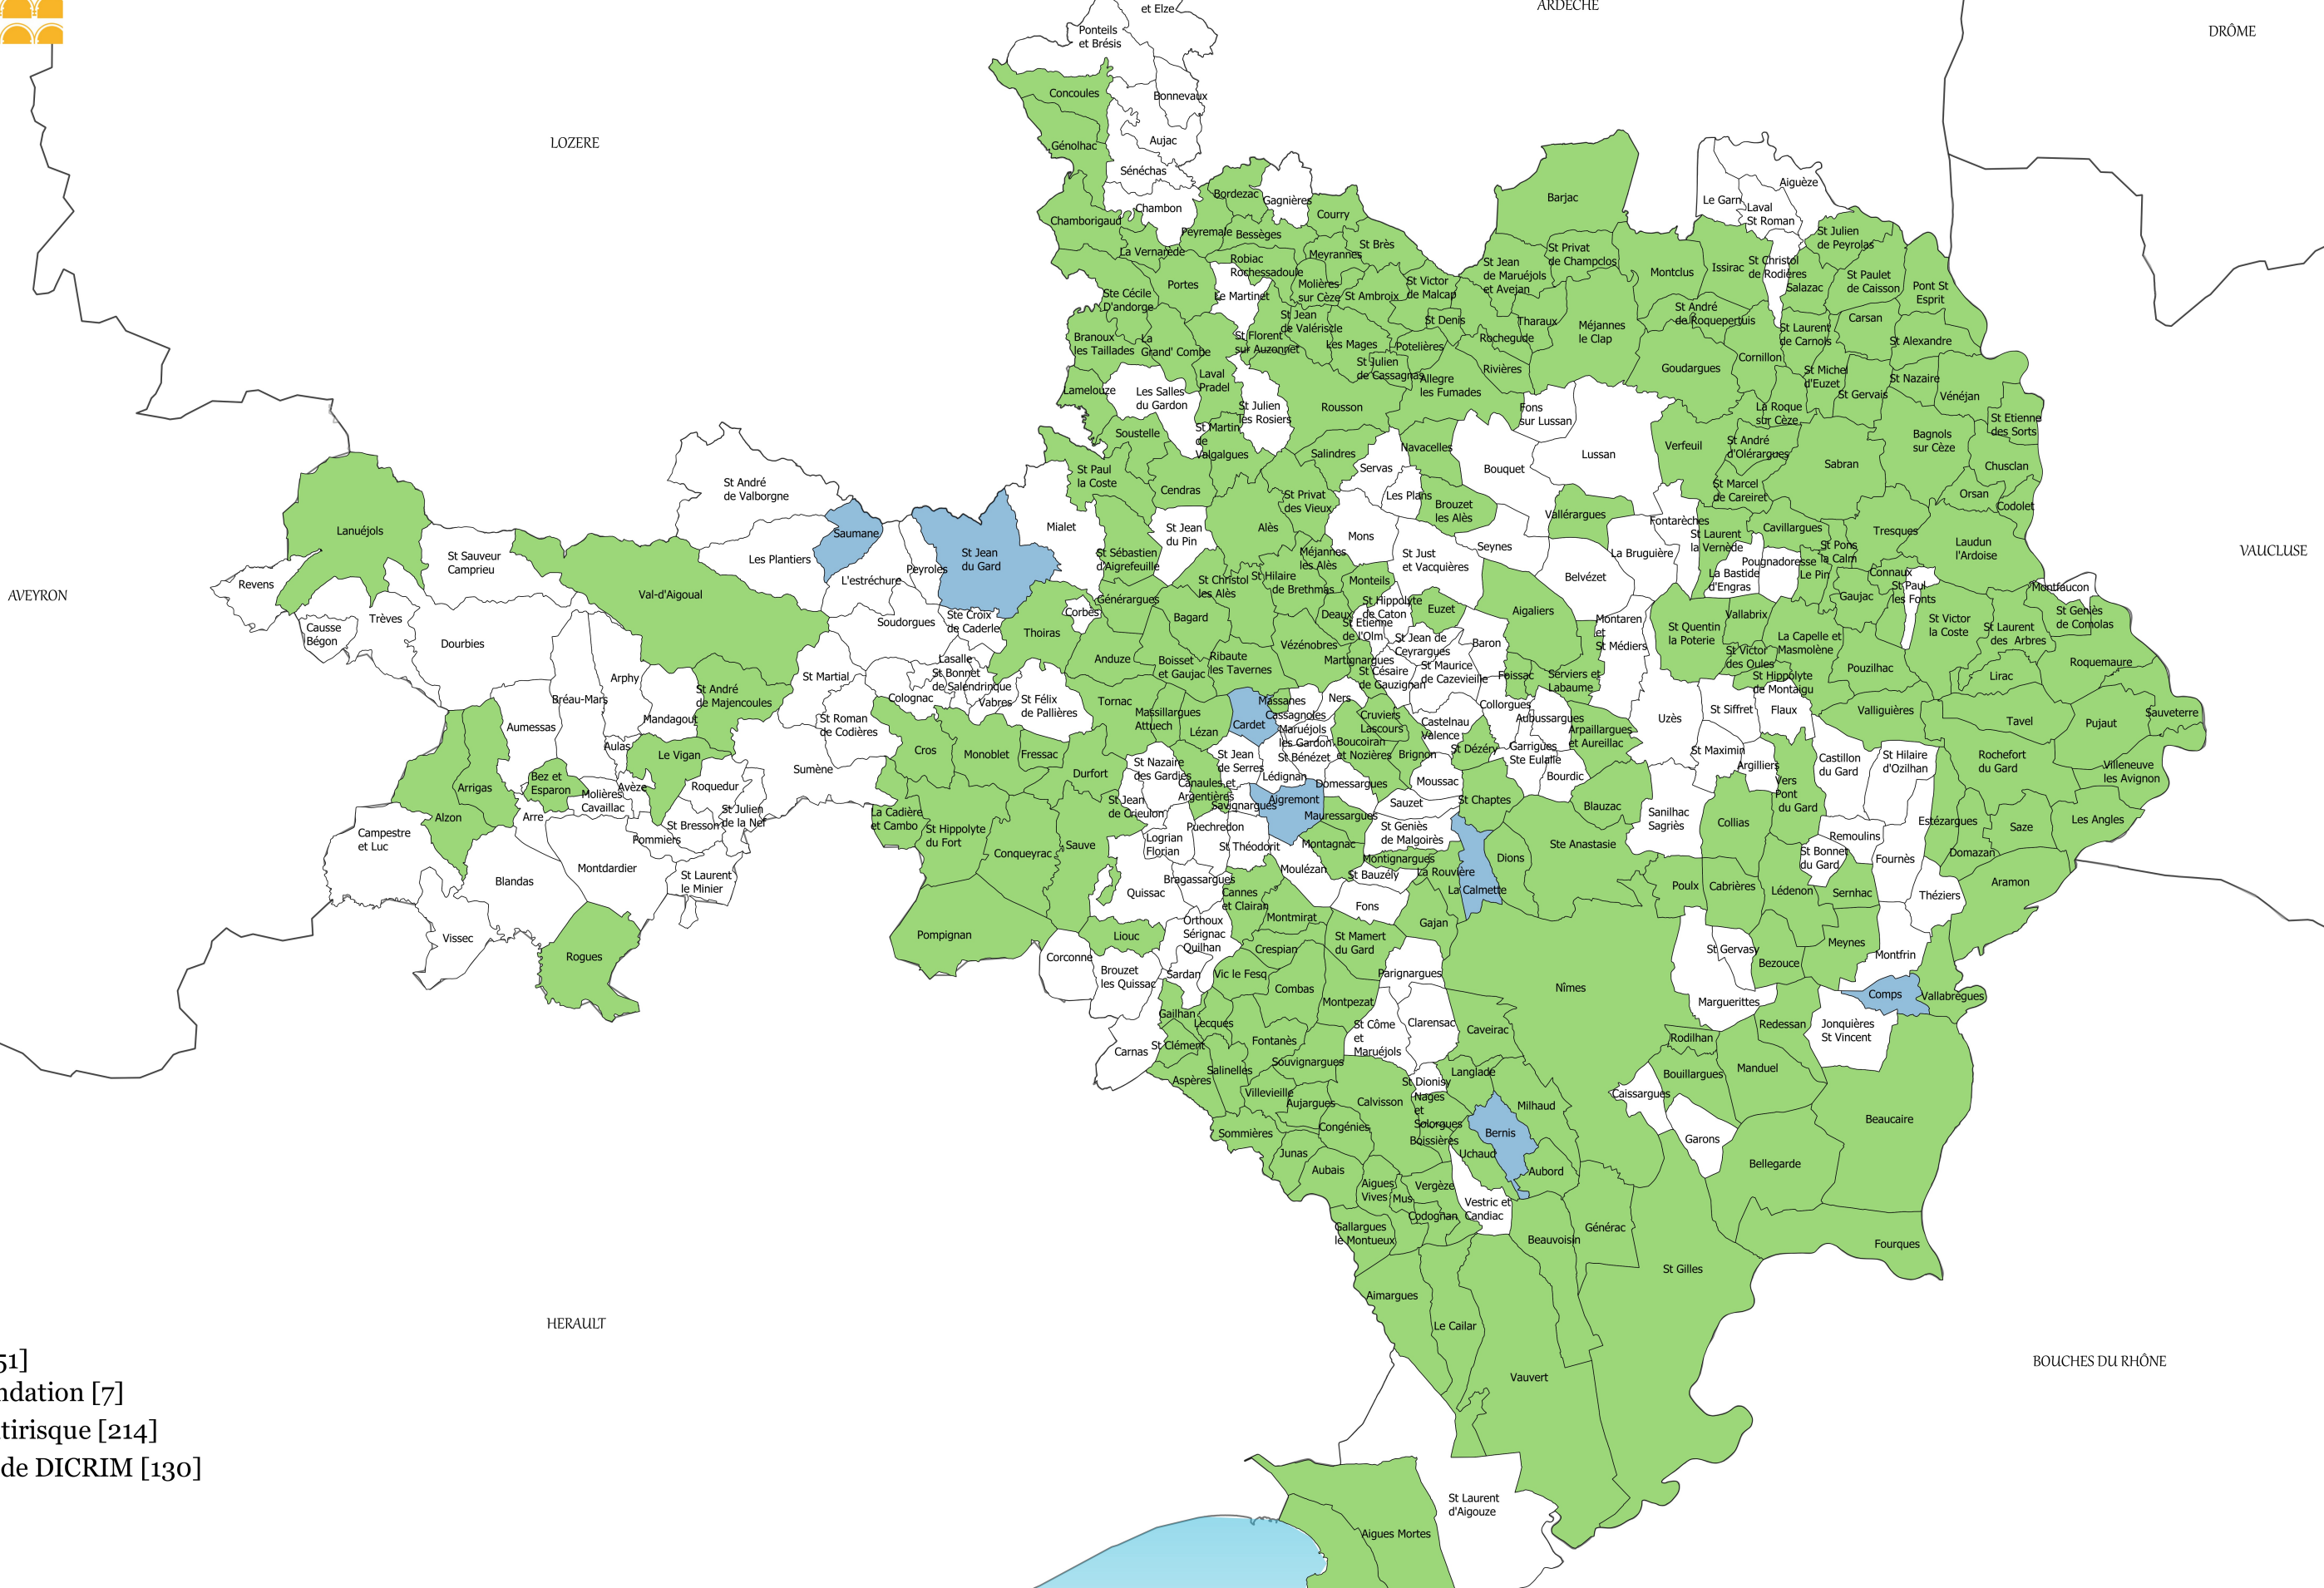 et Elze
ARDECHE
DRÔME
Ponteils
et Brésis
Concoules
Bonnevaux
LOZERE
Aujac
Génolhac
Sénéchas
Aiguèze
Bordezac
Gagnières
Barjac
Le Garn
Laval
St Roman
Chambon
Courry
Chamborigaud
Peyremale
Bessèges
St Julien
de Peyrolas
La Vernarède
Meyrannes
St Brès
St Privat
de Champclos
Robiac
Rochessadoule
St Jean
de Maruéjols
et Avejan
Montclus
Issirac
St Christol
de Rodières
Salazac
St Paulet
de Caisson
Pont St
Esprit
Portes
Le Martinet
Molières
sur Cèze
St Ambroix
St Victor
de Malcap
Ste Cécile
D'andorge
St André
de Roquepertuis
Carsan
St Jean
de Valériscle
St Denis
Tharaux
Méjannes
le Clap
St Laurent
de Carnols
St Alexandre
Branoux
les Taillades
La
Grand' Combe
St Florent
sur Auzonnet
Les Mages
Potelières
Rochegude
Cornillon
St Julien
de Cassagnas
Allegre
les Fumades
Rivières
Goudargues
St Michel
d'Euzet
St Nazaire
Vénéjan
St Gervais
Laval
Pradel
Lamelouze
Les Salles
du Gardon
St Julien
les Rosiers
Rousson
Fons
sur Lussan
La Roque
sur Cèze
St Etienne
des Sorts
Soustelle
St Martin
de
Valgalgues
Salindres
Navacelles
Lussan
Verfeuil
St André
d'Olérargues
Bagnols
sur Cèze
Servas
Bouquet
Sabran
Chusclan
St Paul
la Coste
Cendras
St Privat
des Vieux
Les Plans
Brouzet
les Alès
St Marcel
de Careiret
Orsan
Codolet
St André
de Valborgne
Vallérargues
Fontarèches
Cavillargues
Tresques
Lanuéjols
Saumane
Mialet
St Jean
du Pin
Alès
Mons
St Laurent
la Vernède
Laudun
l'Ardoise
VAUCLUSE
St Sauveur
Camprieu
Les Plantiers
St Jean
du Gard
St Sébastien
d'Aigrefeuille
Méjannes
les Alès
St Just
et Vacquières
Seynes
La Bruguière
St Pons
la Calm
Pougnadoresse
Le Pin
Connaux
Revens
L'estréchure
Peyroles
St Christol
les Alès
St Hilaire
de Brethmas
Monteils
Belvézet
La Bastide
d'Engras
St Paul
les Fonts
Montfaucon
AVEYRON
Val-d'Aigoual
Générargues
Corbès
St Hippolyte
de Caton
Euzet
Aigaliers
Gaujac
St Geniès
de Comolas
Trèves
Causse
Bégon
Soudorgues
Ste Croix
de Caderle
Thoiras
Bagard
Deaux
St Etienne
de l'Olm
St Jean de
Ceyrargues
Baron
Montaren
et
St Médiers
St Quentin
la Poterie
Vallabrix
La Capelle et
Masmolène
St Victor
la Coste
St Laurent
des Arbres
Dourbies
Lasalle
Anduze
Boisset
et Gaujac
Ribaute
les Tavernes
Vézénobres
Martignargues
St Maurice
de Cazevieille
St Victor
des Oules
Pouzilhac
Roquemaure
Lirac
Arphy
St Martial
St Bonnet
de Salendrinque
St Césaire
de Gauzignan
Foissac
Serviers et
Labaume
St Hippolyte
de Montaigu
Bréau-Mars
St André
de Majencoules
Colognac
Vabres
St Félix
de Pallières
Tornac
Massanes
Ners
Collorgues
Uzès
St Siffret
Flaux
Valliguières
Tavel
Pujaut
Sauveterre
Aumessas
Mandagout
St Roman
de Codières
Massillargues
Attuech
Lézan
Cardet
Cassagnoles
Maruéjols
les Gardon
Cruviers
Lascours
Castelnau
Valence
Aubussargues
Arpaillargues
et Aureillac
Aulas
Le Vigan
Cros
Monoblet
Fressac
St Jean
de Serres
St Bénézet
Boucoiran
et Nozières
Brignon
St Dézéry
Garrigues
Ste Eulalie
St Maximin
Argilliers
Castillon
du Gard
St Hilaire
d'Ozilhan
Rochefort
du Gard
Villeneuve
les Avignon
Sumène
Durfort
St Nazaire
des Gardies
Canaules et
Argentières
Lédignan
Domessargues
Moussac
Bourdic
Bez et
Esparon
Arrigas
Molières
Cavaillac
Avèze
Roquedur
Savignargues
Aigremont
Sauzet
St Chaptes
Blauzac
Vers
Pont
du Gard
Alzon
Arre
St Julien
de la Nef
La Cadière
et Cambo
St Jean
de Crieulon
Mauressargues
Sanilhac
Sagriès
Collias
Estézargues
Saze
Les Angles
Campestre
et Luc
St Bresson
Pommiers
St Hippolyte
du Fort
Conqueyrac
Sauve
Logrian
Florian
Puechredon
St Théodorit
Montagnac
St Geniès
de Malgoirès
Ste Anastasie
Remoulins
St Bonnet
du Gard
Fournès
Domazan
Montdardier
Blandas
St Laurent
le Minier
Quissac
Bragassargues
Moulézan
St Bauzély
Montignargues
La Rouvière
La Calmette
Dions
Poulx
Cabrières
Lédenon
Sernhac
Théziers
Aramon
Cannes
et Clairan
Fons
Montmirat
Gajan
Vissec
Rogues
Pompignan
Liouc
Orthoux
Sérignac
Quilhan
Crespian
St Mamert
du Gard
St Gervasy
Bezouce
Meynes
Montfrin
Corconne
Brouzet
les Quissac
Sardan
Vic le Fesq
Combas
Parignargues
Nîmes
Marguerittes
Comps
Vallabrègues
Montpezat
Gailhan
Lecques
Fontanès
St Côme
et
Maruéjols
Clarensac
Caveirac
Rodilhan
Redessan
Jonquières
St Vincent
Carnas
St Clément
Souvignargues
Salinelles
Aspères
Langlade
St Dionisy
Bouillargues
Manduel
Villevieille
Aujargues
Calvisson
Nages
et
Solorgues
Milhaud
Caissargues
Beaucaire
Sommières
Congénies
Boissières
Bernis
Garons
Junas
Aubais
Uchaud
Aubord
Bellegarde
Aigues
Vives
Mus
Vergèze
Codognan
Vestric et
Candiac
Gallargues
le Montueux
Beauvoisin
Générac
Fourques
St Gilles
Aimargues
HERAULT
Le Cailar
51]
BOUCHES DU RHÔNE
ndation [7]
Vauvert
tirisque [214]
de DICRIM [130]
St Laurent
d'Aigouze
Aigues Mortes